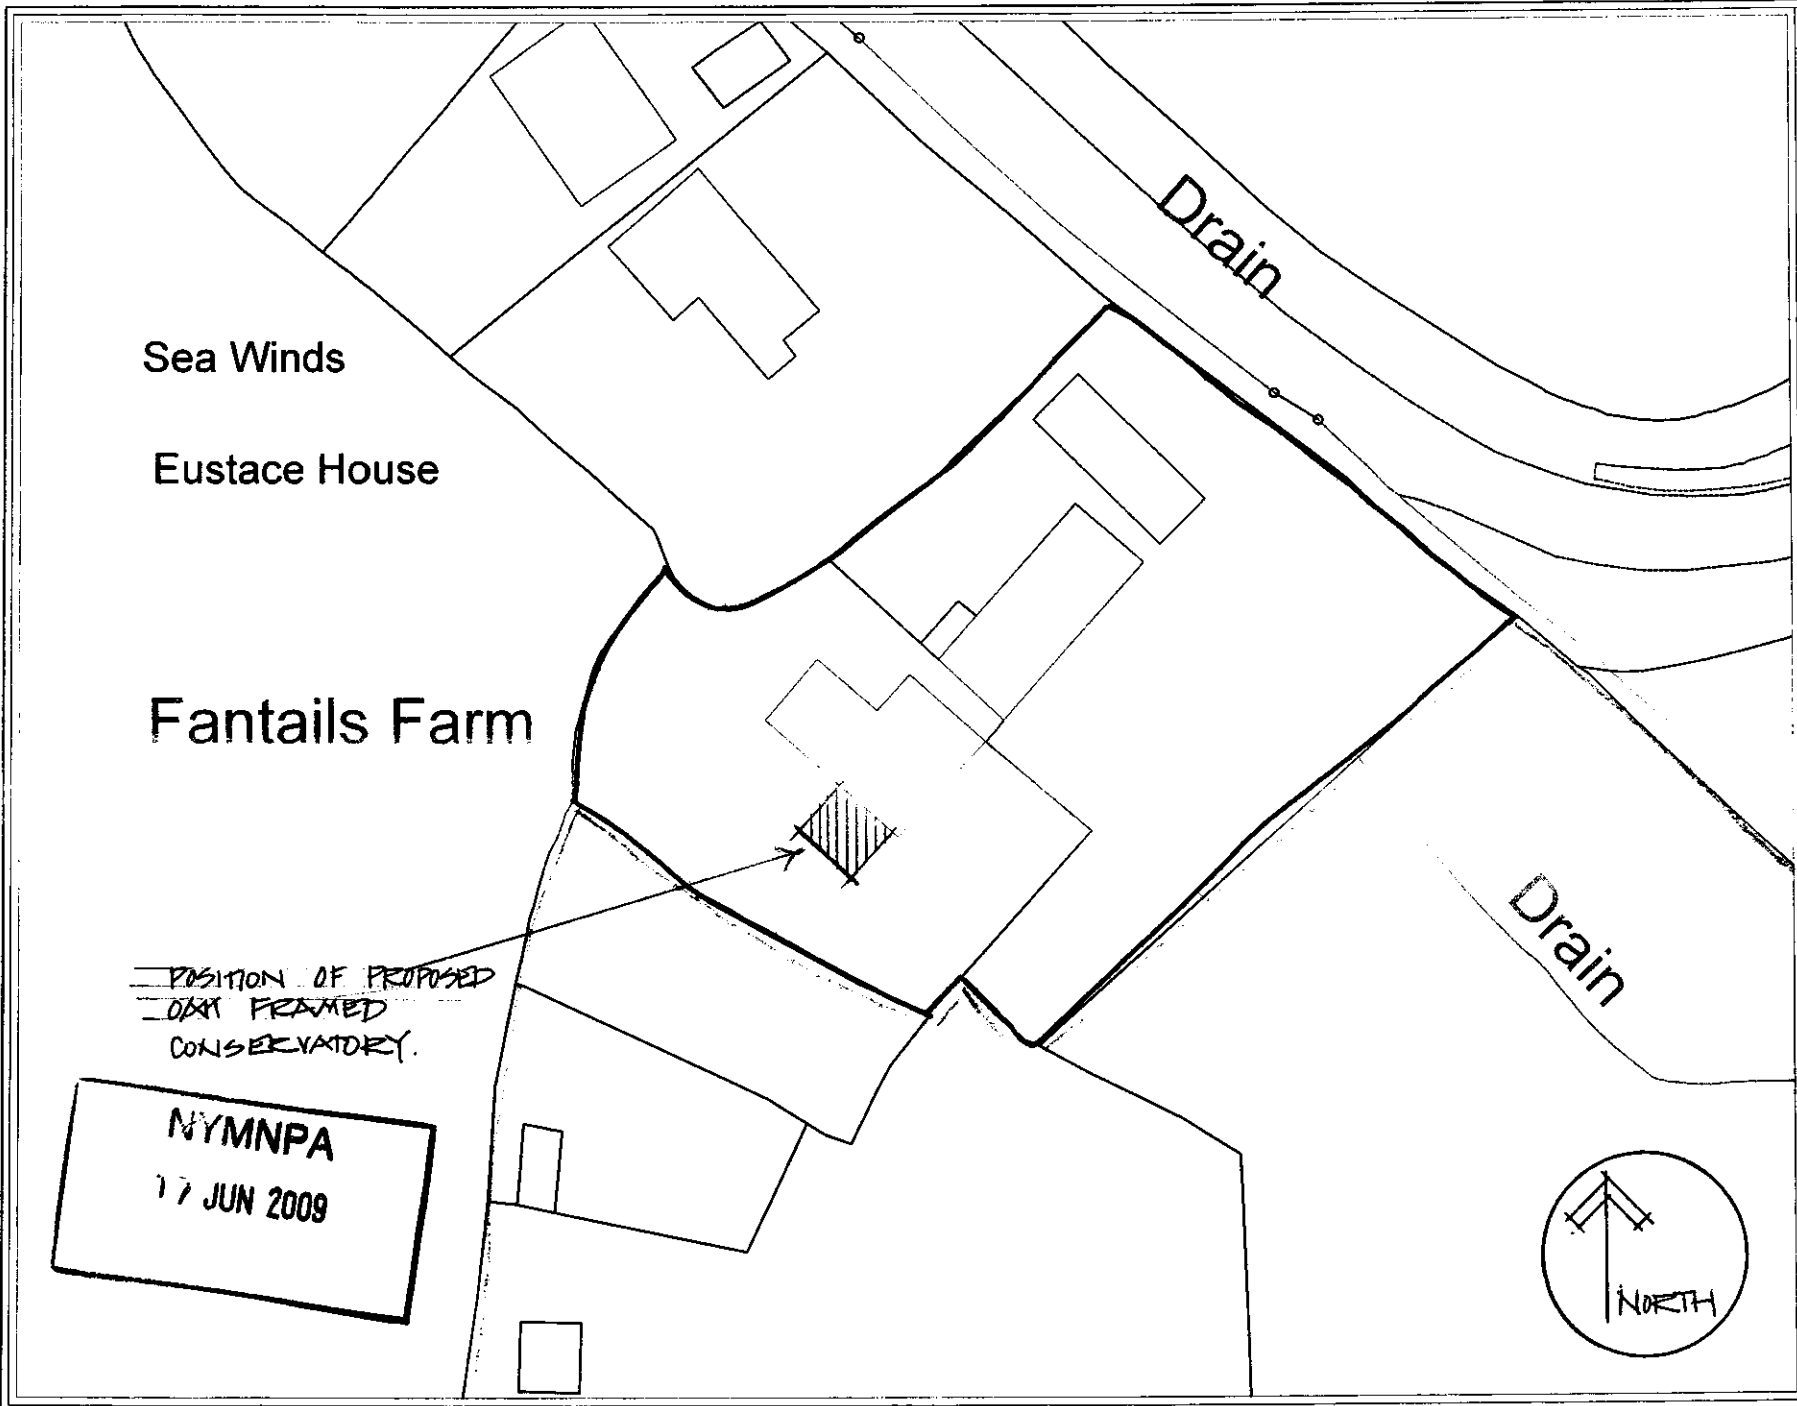 Drain
Sea Winds
Eustace House
Fantails Farm
Drain
POSITION OF PROPOSED
OAK FRAMED
CONSERVATORY.
NYMNPA
17 JUN 2009
NORTH